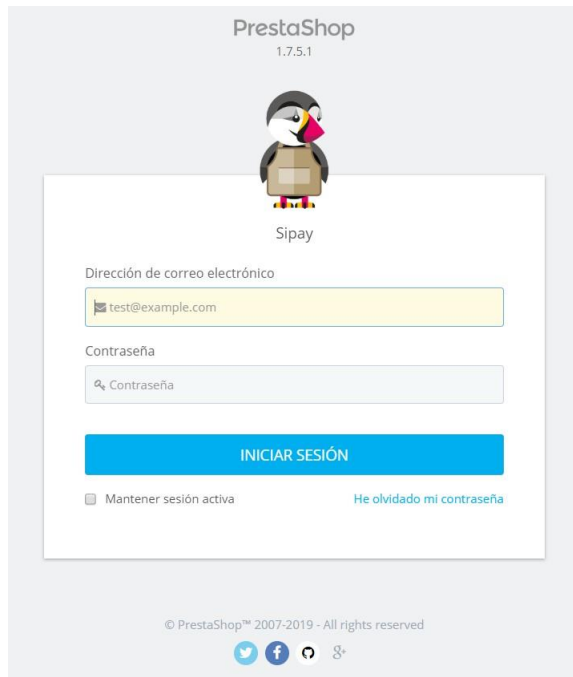 PrestaShop
1.7.5.1
Sipay
Dirección de correo electrónico
test@example.com
Contraseña
Contraseña
INICIAR SESIÓN
Mantener sesión activa He olvidado mi contraseña
© PrestaShop™ 2007-2019 - All rights reserved